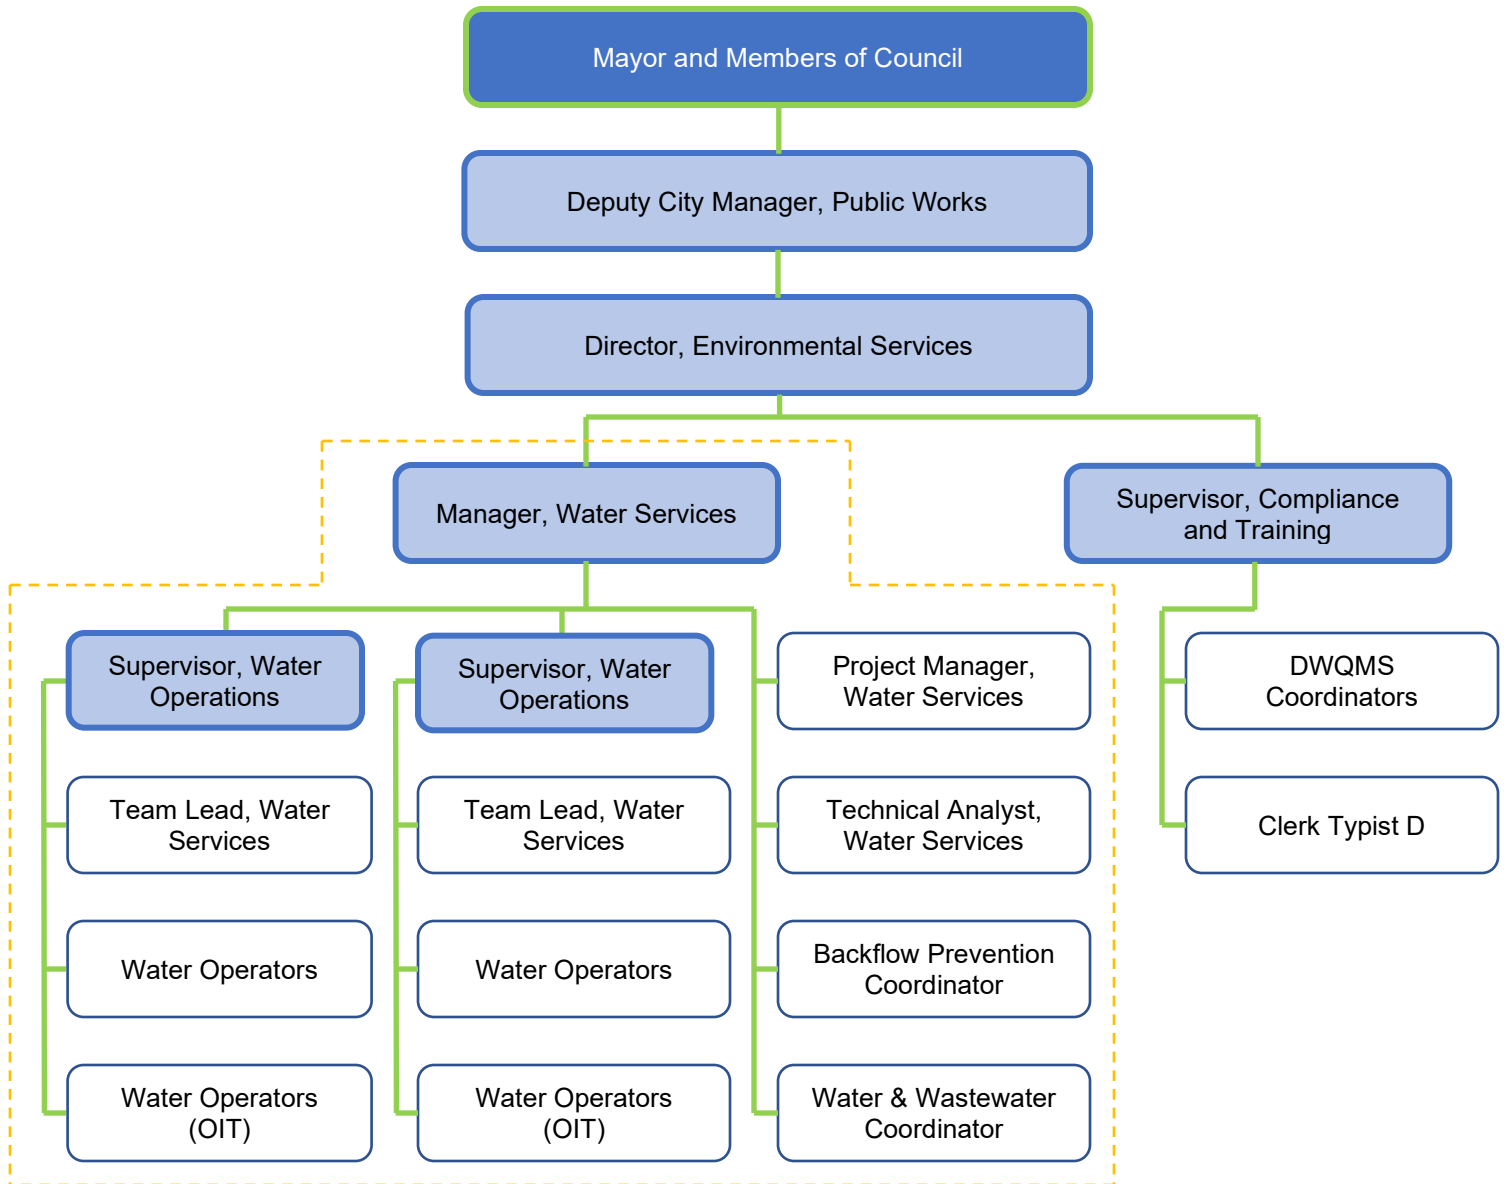 Mayor and Members of Council
Deputy City Manager, Public Works
Director, Environmental Services
Manager, Water Services
Supervisor, Compliance
and Training
Supervisor, Water
Operations
Supervisor, Water
Operations
Project Manager,
Water Services
DWQMS
Coordinators
Team Lead, Water
Services
Team Lead, Water
Services
Technical Analyst,
Water Services
Clerk Typist D
Water Operators
Water Operators
Backflow Prevention
Coordinator
Water Operators
(OIT)
Water Operators
(OIT)
Water & Wastewater
Coordinator